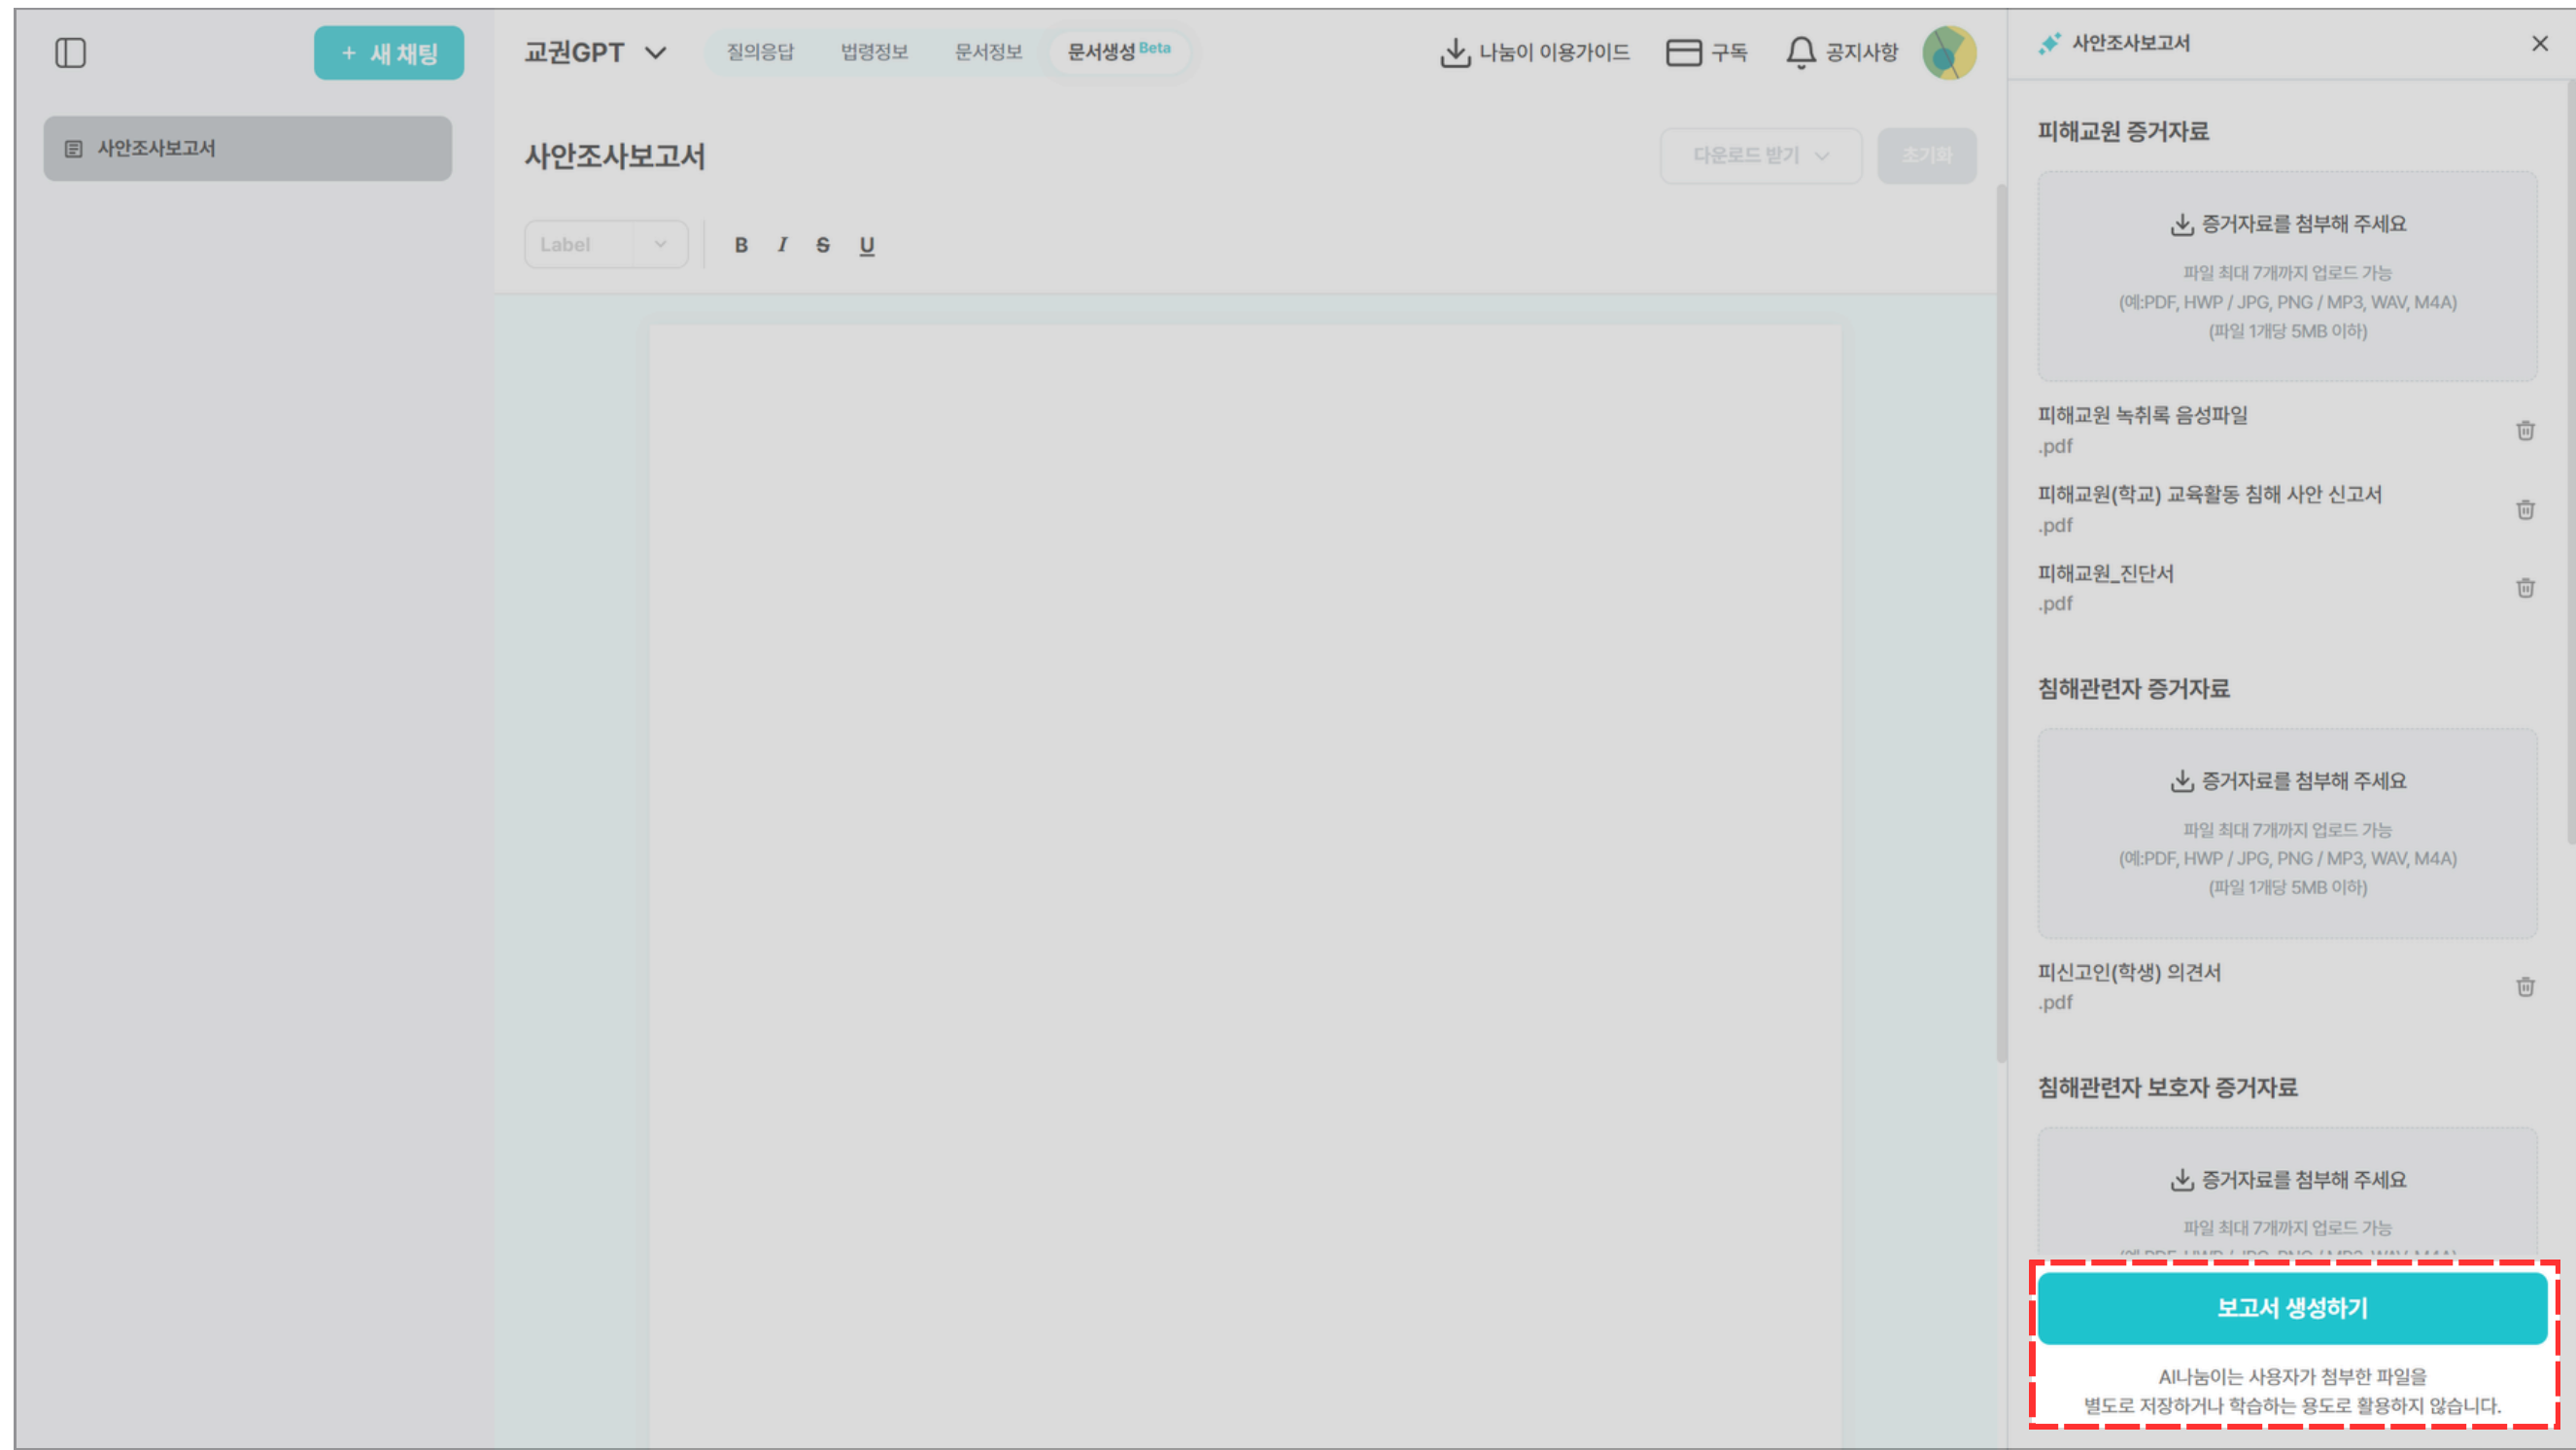 + 새 채팅
사안조사보고서
교권GPT
질의응답
법령정보
문서정보
문서생성 Beta
나눔이 이용가이드
구독
공지사항
사안조사보고서
다운로드 받기
초기화
Label
B I S U
사안조사보고서
피해교원 증거자료
증거자료를 첨부해 주세요
파일 최대 7개까지 업로드 가능
(예:PDF, HWP / JPG, PNG / MP3, WAV, M4A)
(파일 1개당 5MB 이하)
피해교원 녹취록 음성파일
.pdf
피해교원(학교) 교육활동 침해 사안 신고서
.pdf
피해교원_진단서
.pdf
침해관련자 증거자료
증거자료를 첨부해 주세요
파일 최대 7개까지 업로드 가능
(예:PDF, HWP / JPG, PNG / MP3, WAV, M4A)
(파일 1개당 5MB 이하)
피신고인(학생) 의견서
.pdf
침해관련자 보호자 증거자료
증거자료를 첨부해 주세요
파일 최대 7개까지 업로드 가능
보고서 생성하기
AI나눔이는 사용자가 첨부한 파일을
별도로 저장하거나 학습하는 용도로 활용하지 않습니다.